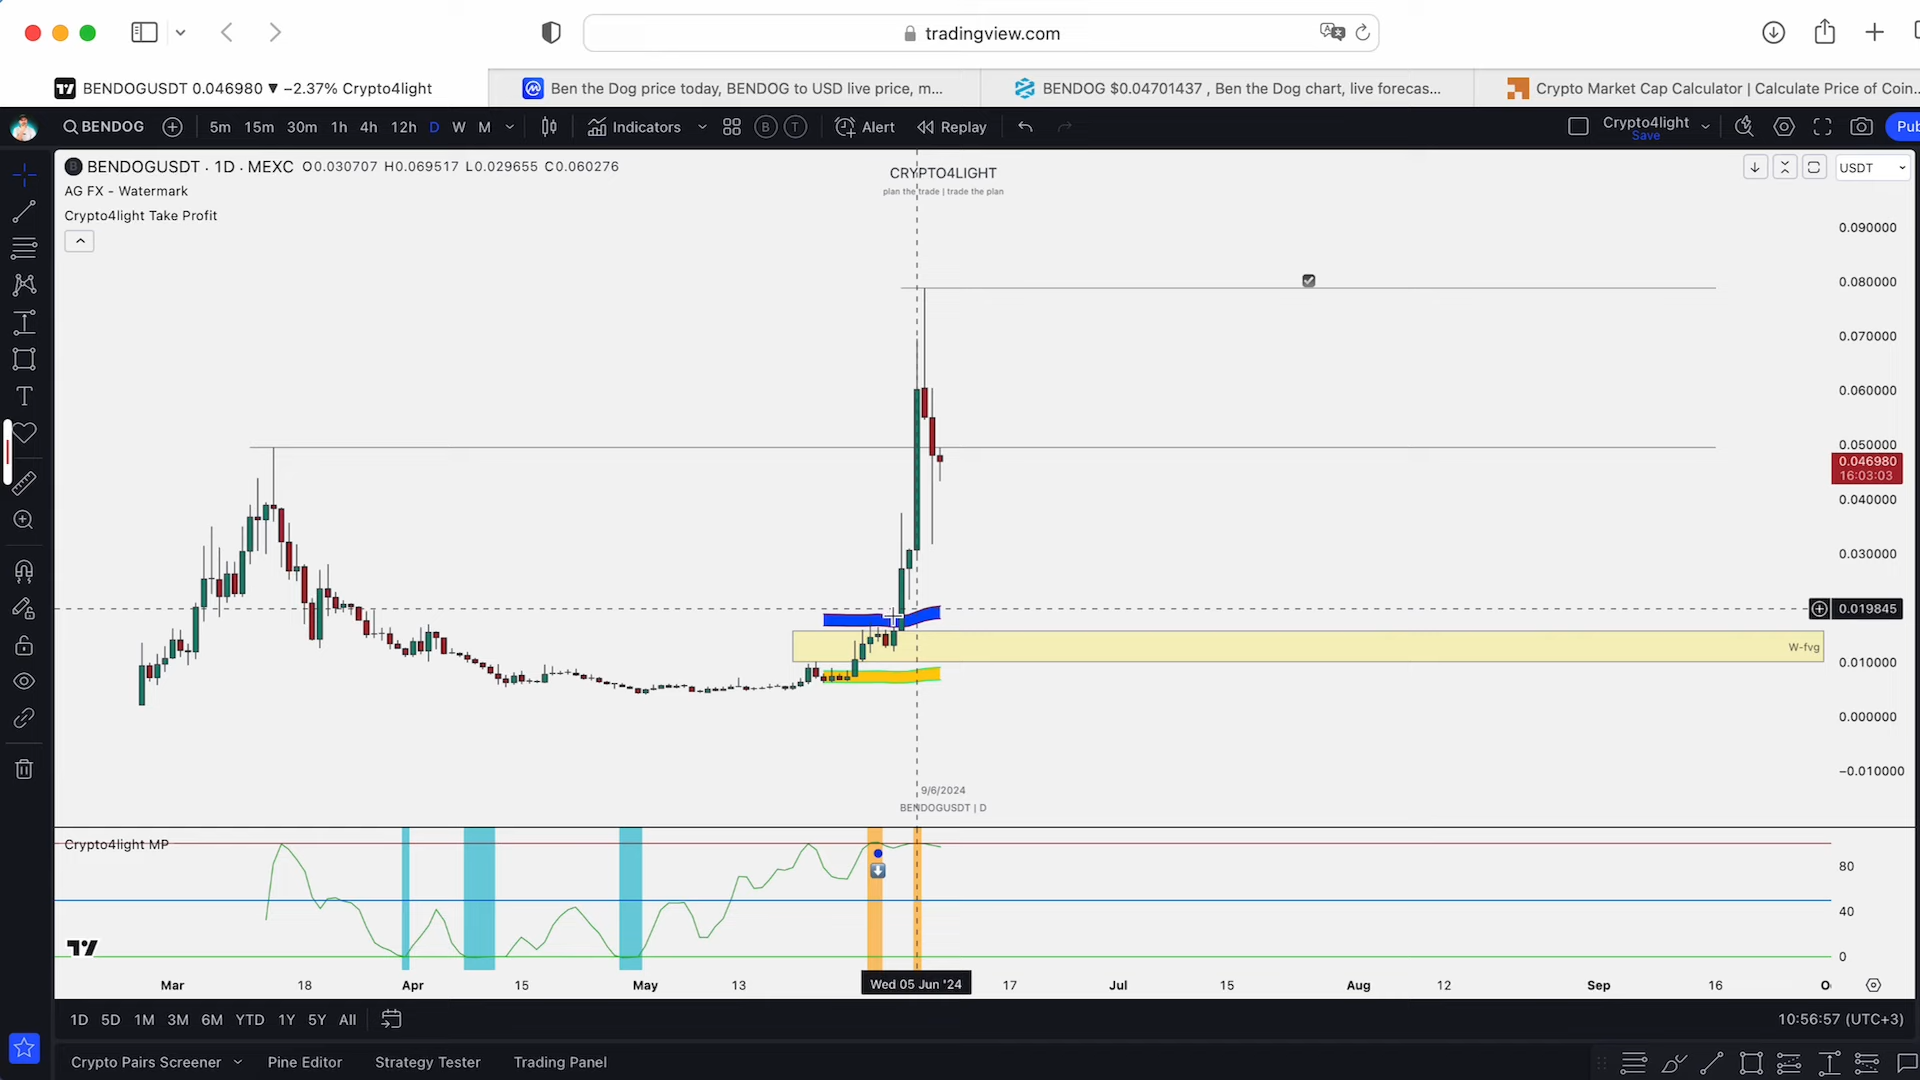 tradingview.com
BENDOGUSDT 0.046980 ▼ −2.37% Crypto4light
Ben the Dog price today, BENDOG to USD live price, m...
BENDOG $0.04701437 , Ben the Dog chart, live forecas...
Crypto Market Cap Calculator | Calculate Price of Coin...
BENDOG 5m 15m 30m 1h 4h 12h D W M Indicators B T Alert Replay
Crypto4light
Save
Pub
BENDOGUSDT · 1D · MEXC O0.030707 H0.069517 L0.029655 C0.060276
AG FX - Watermark
Crypto4light Take Profit
CRYPTO4LIGHT
plan the trade | trade the plan
USDT
0.090000
0.080000
0.070000
0.060000
0.050000
0.046980
16:03:03
0.040000
0.030000
0.019845
W-fvg
0.010000
0.000000
−0.010000
9/6/2024
BENDOGUSDT | D
Crypto4light MP
80
40
0
Mar 18 Apr 15 May 13 Wed 05 Jun '24 17 Jul 15 Aug 12 Sep 16 O
1D 5D 1M 3M 6M YTD 1Y 5Y All
10:56:57 (UTC+3)
Crypto Pairs Screener Pine Editor Strategy Tester Trading Panel